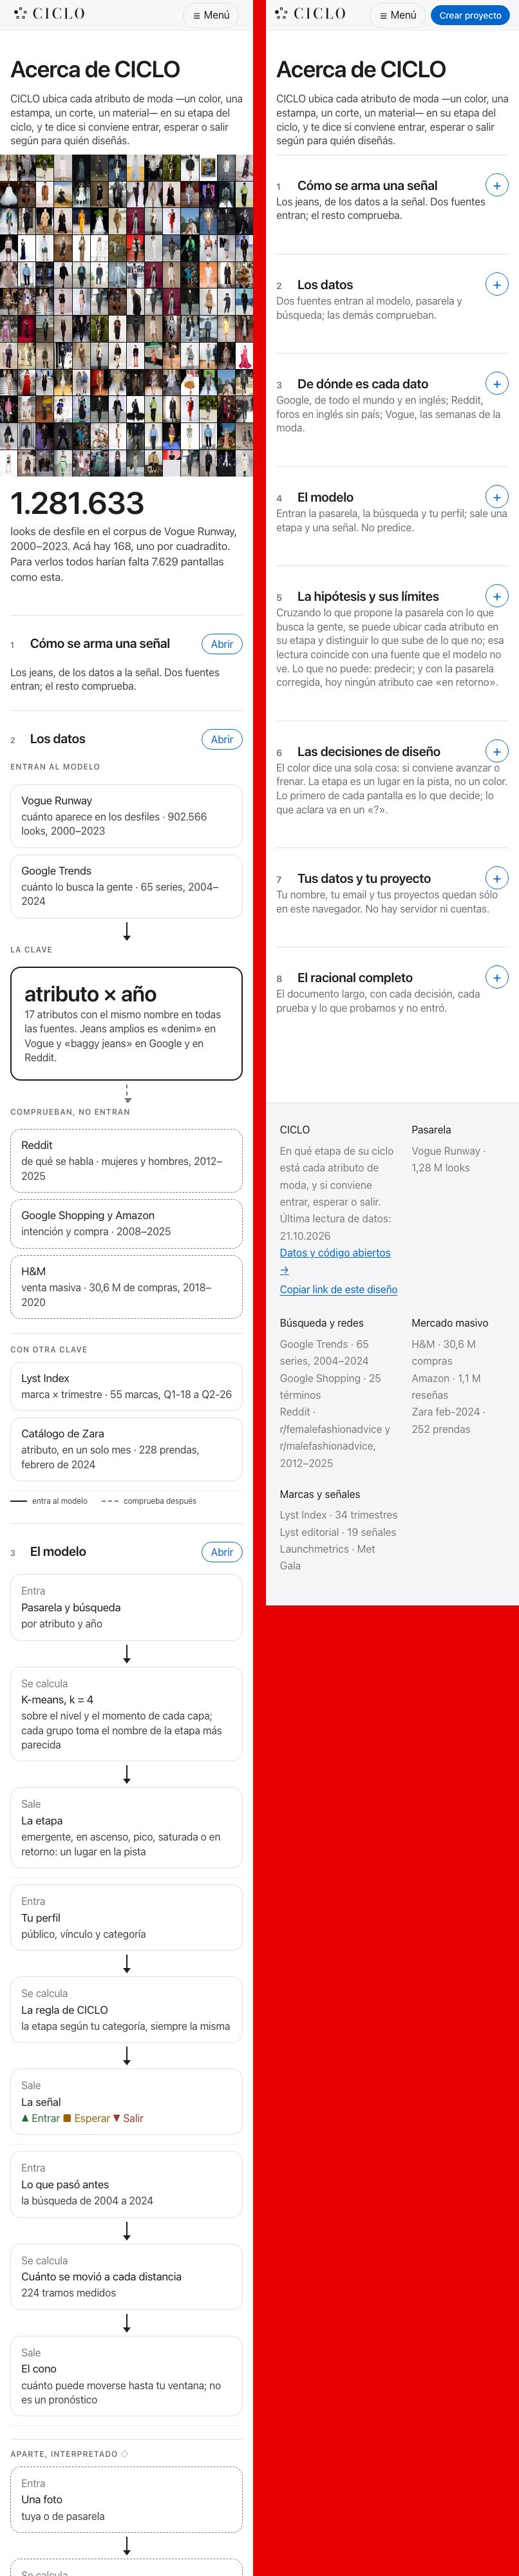 CICLO
≡ Menú
Acerca de CICLO
CICLO ubica cada atributo de moda —un color, una
estampa, un corte, un material— en su etapa del
ciclo, y te dice si conviene entrar, esperar o salir
según para quién diseñás.
1.281.633
looks de desfile en el corpus de Vogue Runway,
2000–2023. Acá hay 168, uno por cuadradito.
Para verlos todos harían falta 7.629 pantallas
como esta.
1 Cómo se arma una señal Abrir
Los jeans, de los datos a la señal. Dos fuentes
entran; el resto comprueba.
2 Los datos Abrir
ENTRAN AL MODELO
Vogue Runway
cuánto aparece en los desfiles · 902.566
looks, 2000–2023
Google Trends
cuánto lo busca la gente · 65 series, 2004–
2024
LA CLAVE
atributo × año
17 atributos con el mismo nombre en todas
las fuentes. Jeans amplios es «denim» en
Vogue y «baggy jeans» en Google y en
Reddit.
COMPRUEBAN, NO ENTRAN
Reddit
de qué se habla · mujeres y hombres, 2012–
2025
Google Shopping y Amazon
intención y compra · 2008–2025
H&M
venta masiva · 30,6 M de compras, 2018–
2020
CON OTRA CLAVE
Lyst Index
marca × trimestre · 55 marcas, Q1-18 a Q2-26
Catálogo de Zara
atributo, en un solo mes · 228 prendas,
febrero de 2024
entra al modelo comprueba después
3 El modelo Abrir
Entra
Pasarela y búsqueda
por atributo y año
Se calcula
K-means, k = 4
sobre el nivel y el momento de cada capa;
cada grupo toma el nombre de la etapa más
parecida
Sale
La etapa
emergente, en ascenso, pico, saturada o en
retorno: un lugar en la pista
Entra
Tu perfil
público, vínculo y categoría
Se calcula
La regla de CICLO
la etapa según tu categoría, siempre la misma
Sale
La señal
▲ Entrar ■ Esperar ▼ Salir
Entra
Lo que pasó antes
la búsqueda de 2004 a 2024
Se calcula
Cuánto se movió a cada distancia
224 tramos medidos
Sale
El cono
cuánto puede moverse hasta tu ventana; no
es un pronóstico
APARTE, INTERPRETADO ◇
Entra
Una foto
tuya o de pasarela
Se calcula
CICLO
≡ Menú
Crear proyecto
Acerca de CICLO
CICLO ubica cada atributo de moda —un color, una
estampa, un corte, un material— en su etapa del
ciclo, y te dice si conviene entrar, esperar o salir
según para quién diseñás.
1 Cómo se arma una señal +
Los jeans, de los datos a la señal. Dos fuentes
entran; el resto comprueba.
2 Los datos +
Dos fuentes entran al modelo, pasarela y
búsqueda; las demás comprueban.
3 De dónde es cada dato +
Google, de todo el mundo y en inglés; Reddit,
foros en inglés sin país; Vogue, las semanas de la
moda.
4 El modelo +
Entran la pasarela, la búsqueda y tu perfil; sale una
etapa y una señal. No predice.
5 La hipótesis y sus límites +
Cruzando lo que propone la pasarela con lo que
busca la gente, se puede ubicar cada atributo en
su etapa y distinguir lo que sube de lo que no; esa
lectura coincide con una fuente que el modelo no
ve. Lo que no puede: predecir; y con la pasarela
corregida, hoy ningún atributo cae «en retorno».
6 Las decisiones de diseño +
El color dice una sola cosa: si conviene avanzar o
frenar. La etapa es un lugar en la pista, no un color.
Lo primero de cada pantalla es lo que decide; lo
que aclara va en un «?».
7 Tus datos y tu proyecto +
Tu nombre, tu email y tus proyectos quedan sólo
en este navegador. No hay servidor ni cuentas.
8 El racional completo +
El documento largo, con cada decisión, cada
prueba y lo que probamos y no entró.
CICLO
En qué etapa de su ciclo
está cada atributo de
moda, y si conviene
entrar, esperar o salir.
Última lectura de datos:
21.10.2026
Datos y código abiertos
→
Copiar link de este diseño
Pasarela
Vogue Runway ·
1,28 M looks
Búsqueda y redes
Google Trends · 65
series, 2004–2024
Google Shopping · 25
términos
Reddit ·
r/femalefashionadvice y
r/malefashionadvice,
2012–2025
Mercado masivo
H&M · 30,6 M
compras
Amazon · 1,1 M
reseñas
Zara feb-2024 ·
252 prendas
Marcas y señales
Lyst Index · 34 trimestres
Lyst editorial · 19 señales
Launchmetrics · Met
Gala